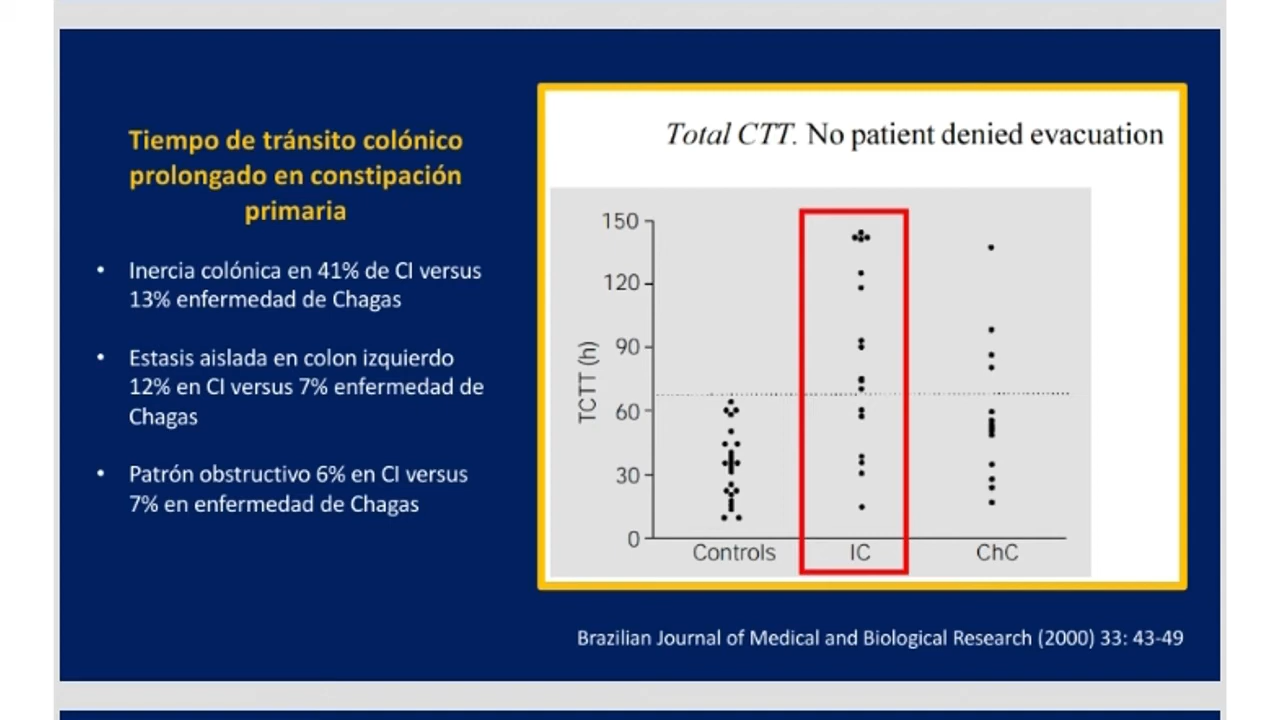 Tiempo de tránsito colónico
prolongado en constipación
primaria
• Inercia colónica en 41% de CI versus
13% enfermedad de Chagas
• Estasis aislada en colon izquierdo
12% en CI versus 7% enfermedad de
Chagas
• Patrón obstructivo 6% en CI versus
7% en enfermedad de Chagas
Total CTT. No patient denied evacuation
TCTT (h)
150
120
90
60
30
0
Controls IC ChC
Brazilian Journal of Medical and Biological Research (2000) 33: 43-49